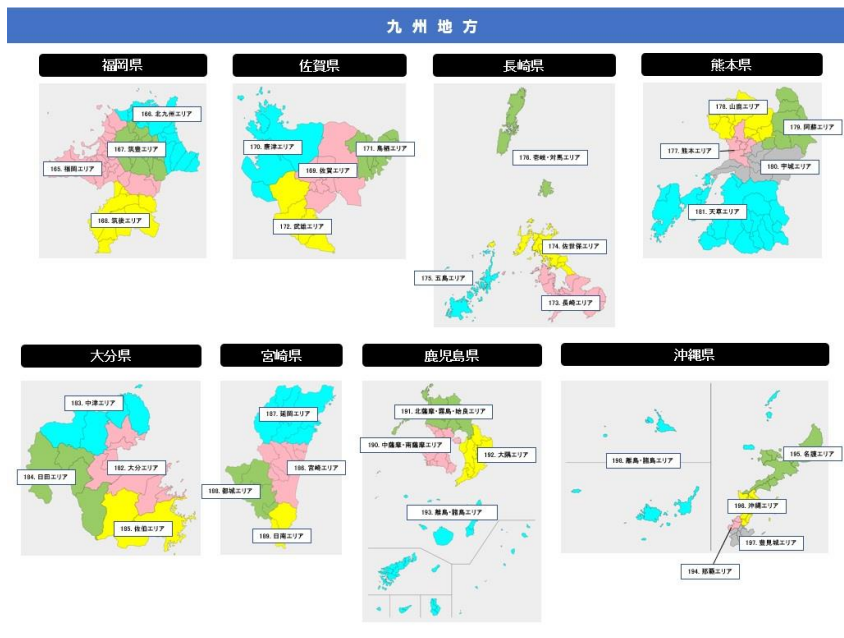 九州地方
福岡県
佐賀県
長崎県
熊本県
166. 北九州エリア
167. 筑豊エリア
165. 福岡エリア
168. 筑後エリア
170. 唐津エリア
171. 鳥栖エリア
169. 佐賀エリア
172. 武雄エリア
176. 壱岐・対馬エリア
174. 佐世保エリア
175. 五島エリア
173. 長崎エリア
178. 山鹿エリア
179. 阿蘇エリア
177. 熊本エリア
180. 宇城エリア
181. 天草エリア
大分県
宮崎県
鹿児島県
沖縄県
183. 中津エリア
182. 大分エリア
184. 日田エリア
185. 佐伯エリア
187. 延岡エリア
186. 宮崎エリア
188. 都城エリア
189. 日南エリア
191. 北薩摩・霧島・姶良エリア
190. 中薩摩・南薩摩エリア
192. 大隅エリア
193. 離島・諸島エリア
198. 離島・諸島エリア
195. 名護エリア
196. 沖縄エリア
197. 豊見城エリア
194. 那覇エリア